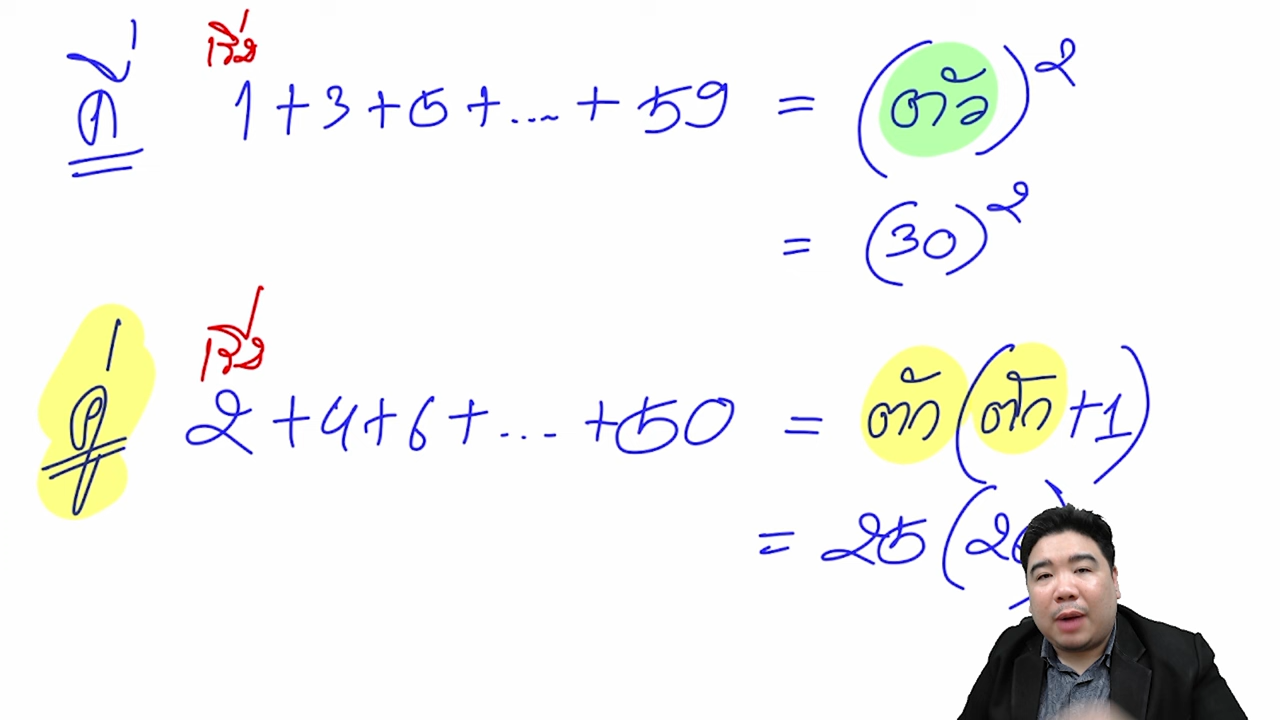 คี่ เริ่ม
1 + 3 + 5 + .... + 59 = (ตัว)²
= (30)²
คู่ เริ่ม
2 + 4 + 6 + .... + 50 = ตัว (ตัว + 1)
= 25 (2